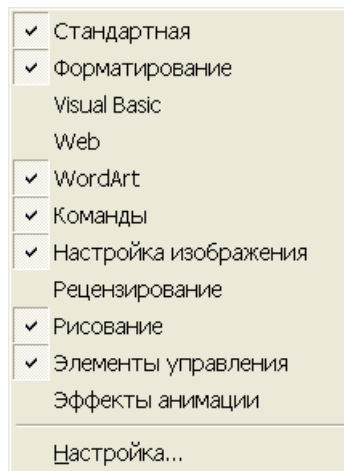 Стандартная
Форматирование
Visual Basic
Web
WordArt
Команды
Настройка изображения
Рецензирование
Рисование
Элементы управления
Эффекты анимации
Настройка...